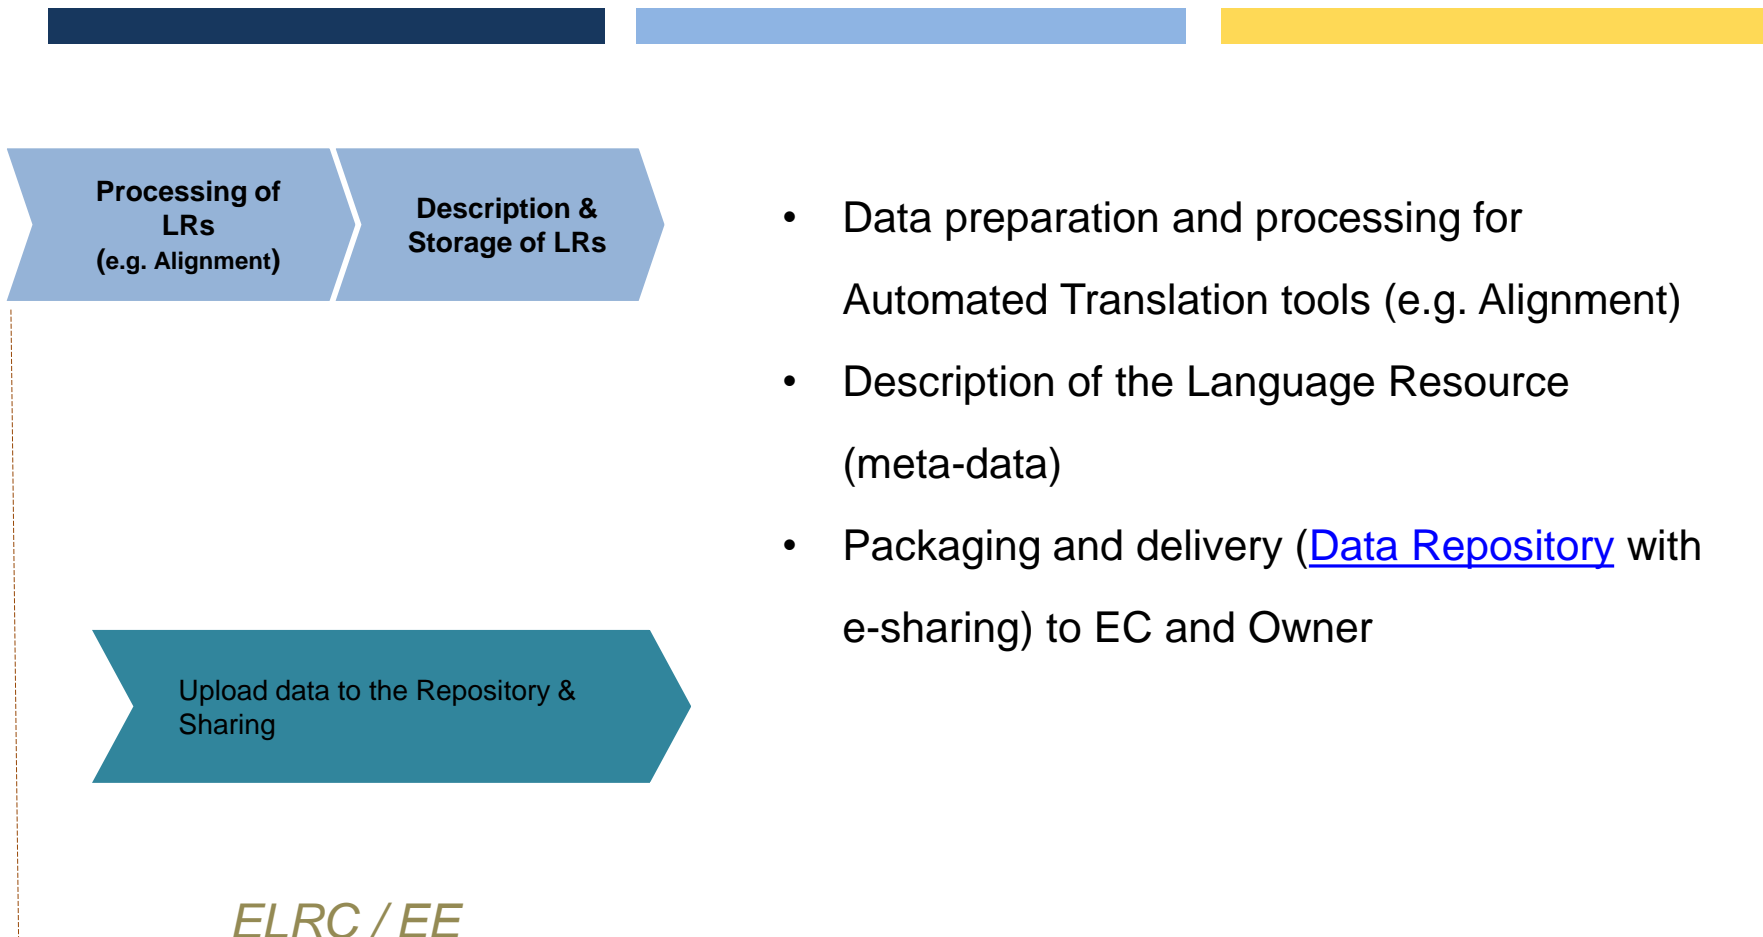 Processing of
LRs
(e.g. Alignment)
Description &
Storage of LRs
• Data preparation and processing for
Automated Translation tools (e.g. Alignment)
• Description of the Language Resource
(meta-data)
• Packaging and delivery (Data Repository with
e-sharing) to EC and Owner
Upload data to the Repository &
Sharing
ELRC / EE